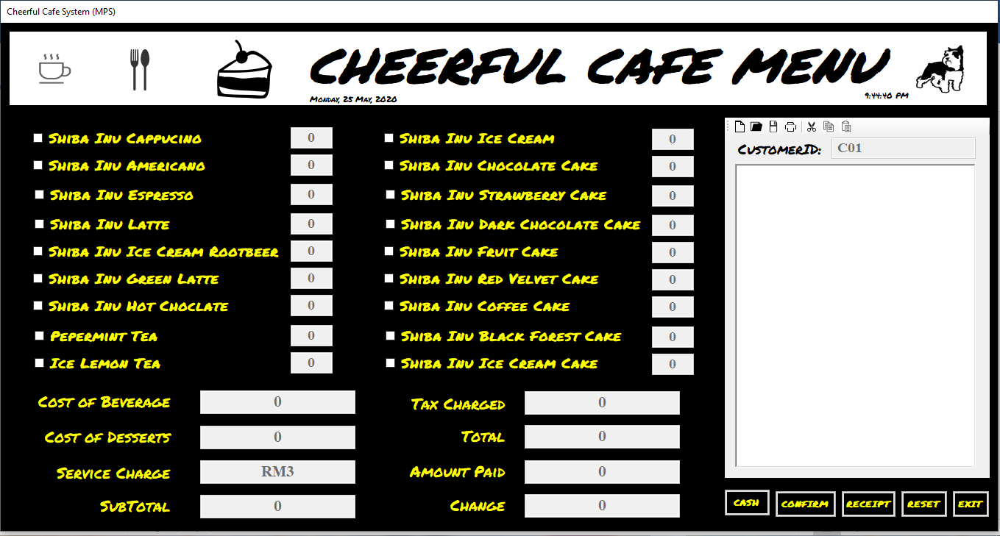 Cheerful Cafe System (MPS)
CHEERFUL CAFE MENU
Monday, 25 May, 2020
9:44:40 PM
Shiba Inu Cappucino 0
Shiba Inu Americano 0
Shiba Inu Espresso 0
Shiba Inu Latte 0
Shiba Inu Ice Cream Rootbeer 0
Shiba Inu Green Latte 0
Shiba Inu Hot Choclate 0
Pepermint Tea 0
Ice Lemon Tea 0
Shiba Inu Ice Cream 0
Shiba Inu Chocolate Cake 0
Shiba Inu Strawberry Cake 0
Shiba Inu Dark Chocolate Cake 0
Shiba Inu Fruit Cake 0
Shiba Inu Red Velvet Cake 0
Shiba Inu Coffee Cake 0
Shiba Inu Black Forest Cake 0
Shiba Inu Ice Cream Cake 0
Cost of Beverage 0
Cost of Desserts 0
Service Charge RM3
SubTotal 0
Tax Charged 0
Total 0
Amount Paid 0
Change 0
CustomerID: C01
CASH CONFIRM RECEIPT RESET EXIT